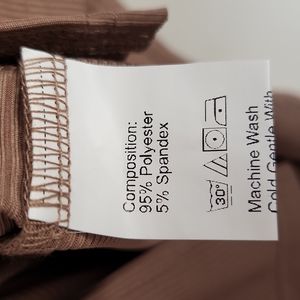 Composition:
95% Polyester
5% Spandex
30°
Machine Wash
Cold Gentle With